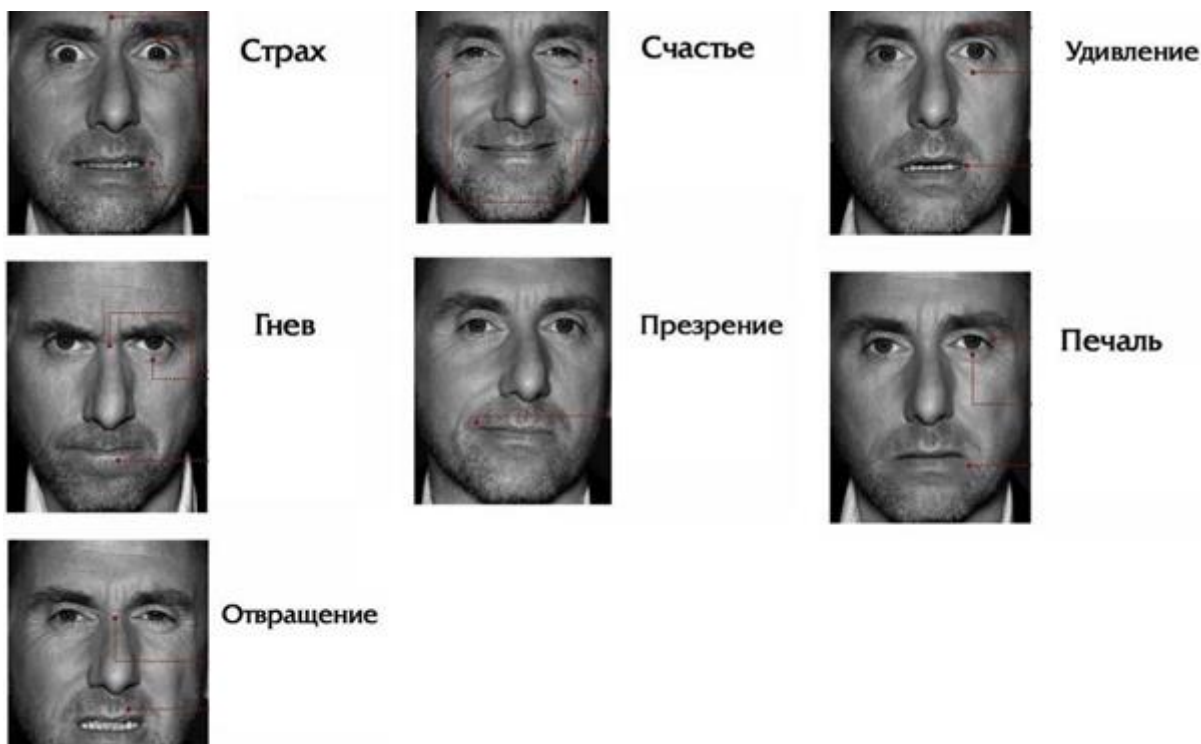 Страх
Счастье
Удивление
Гнев
Презрение
Печаль
Отвращение